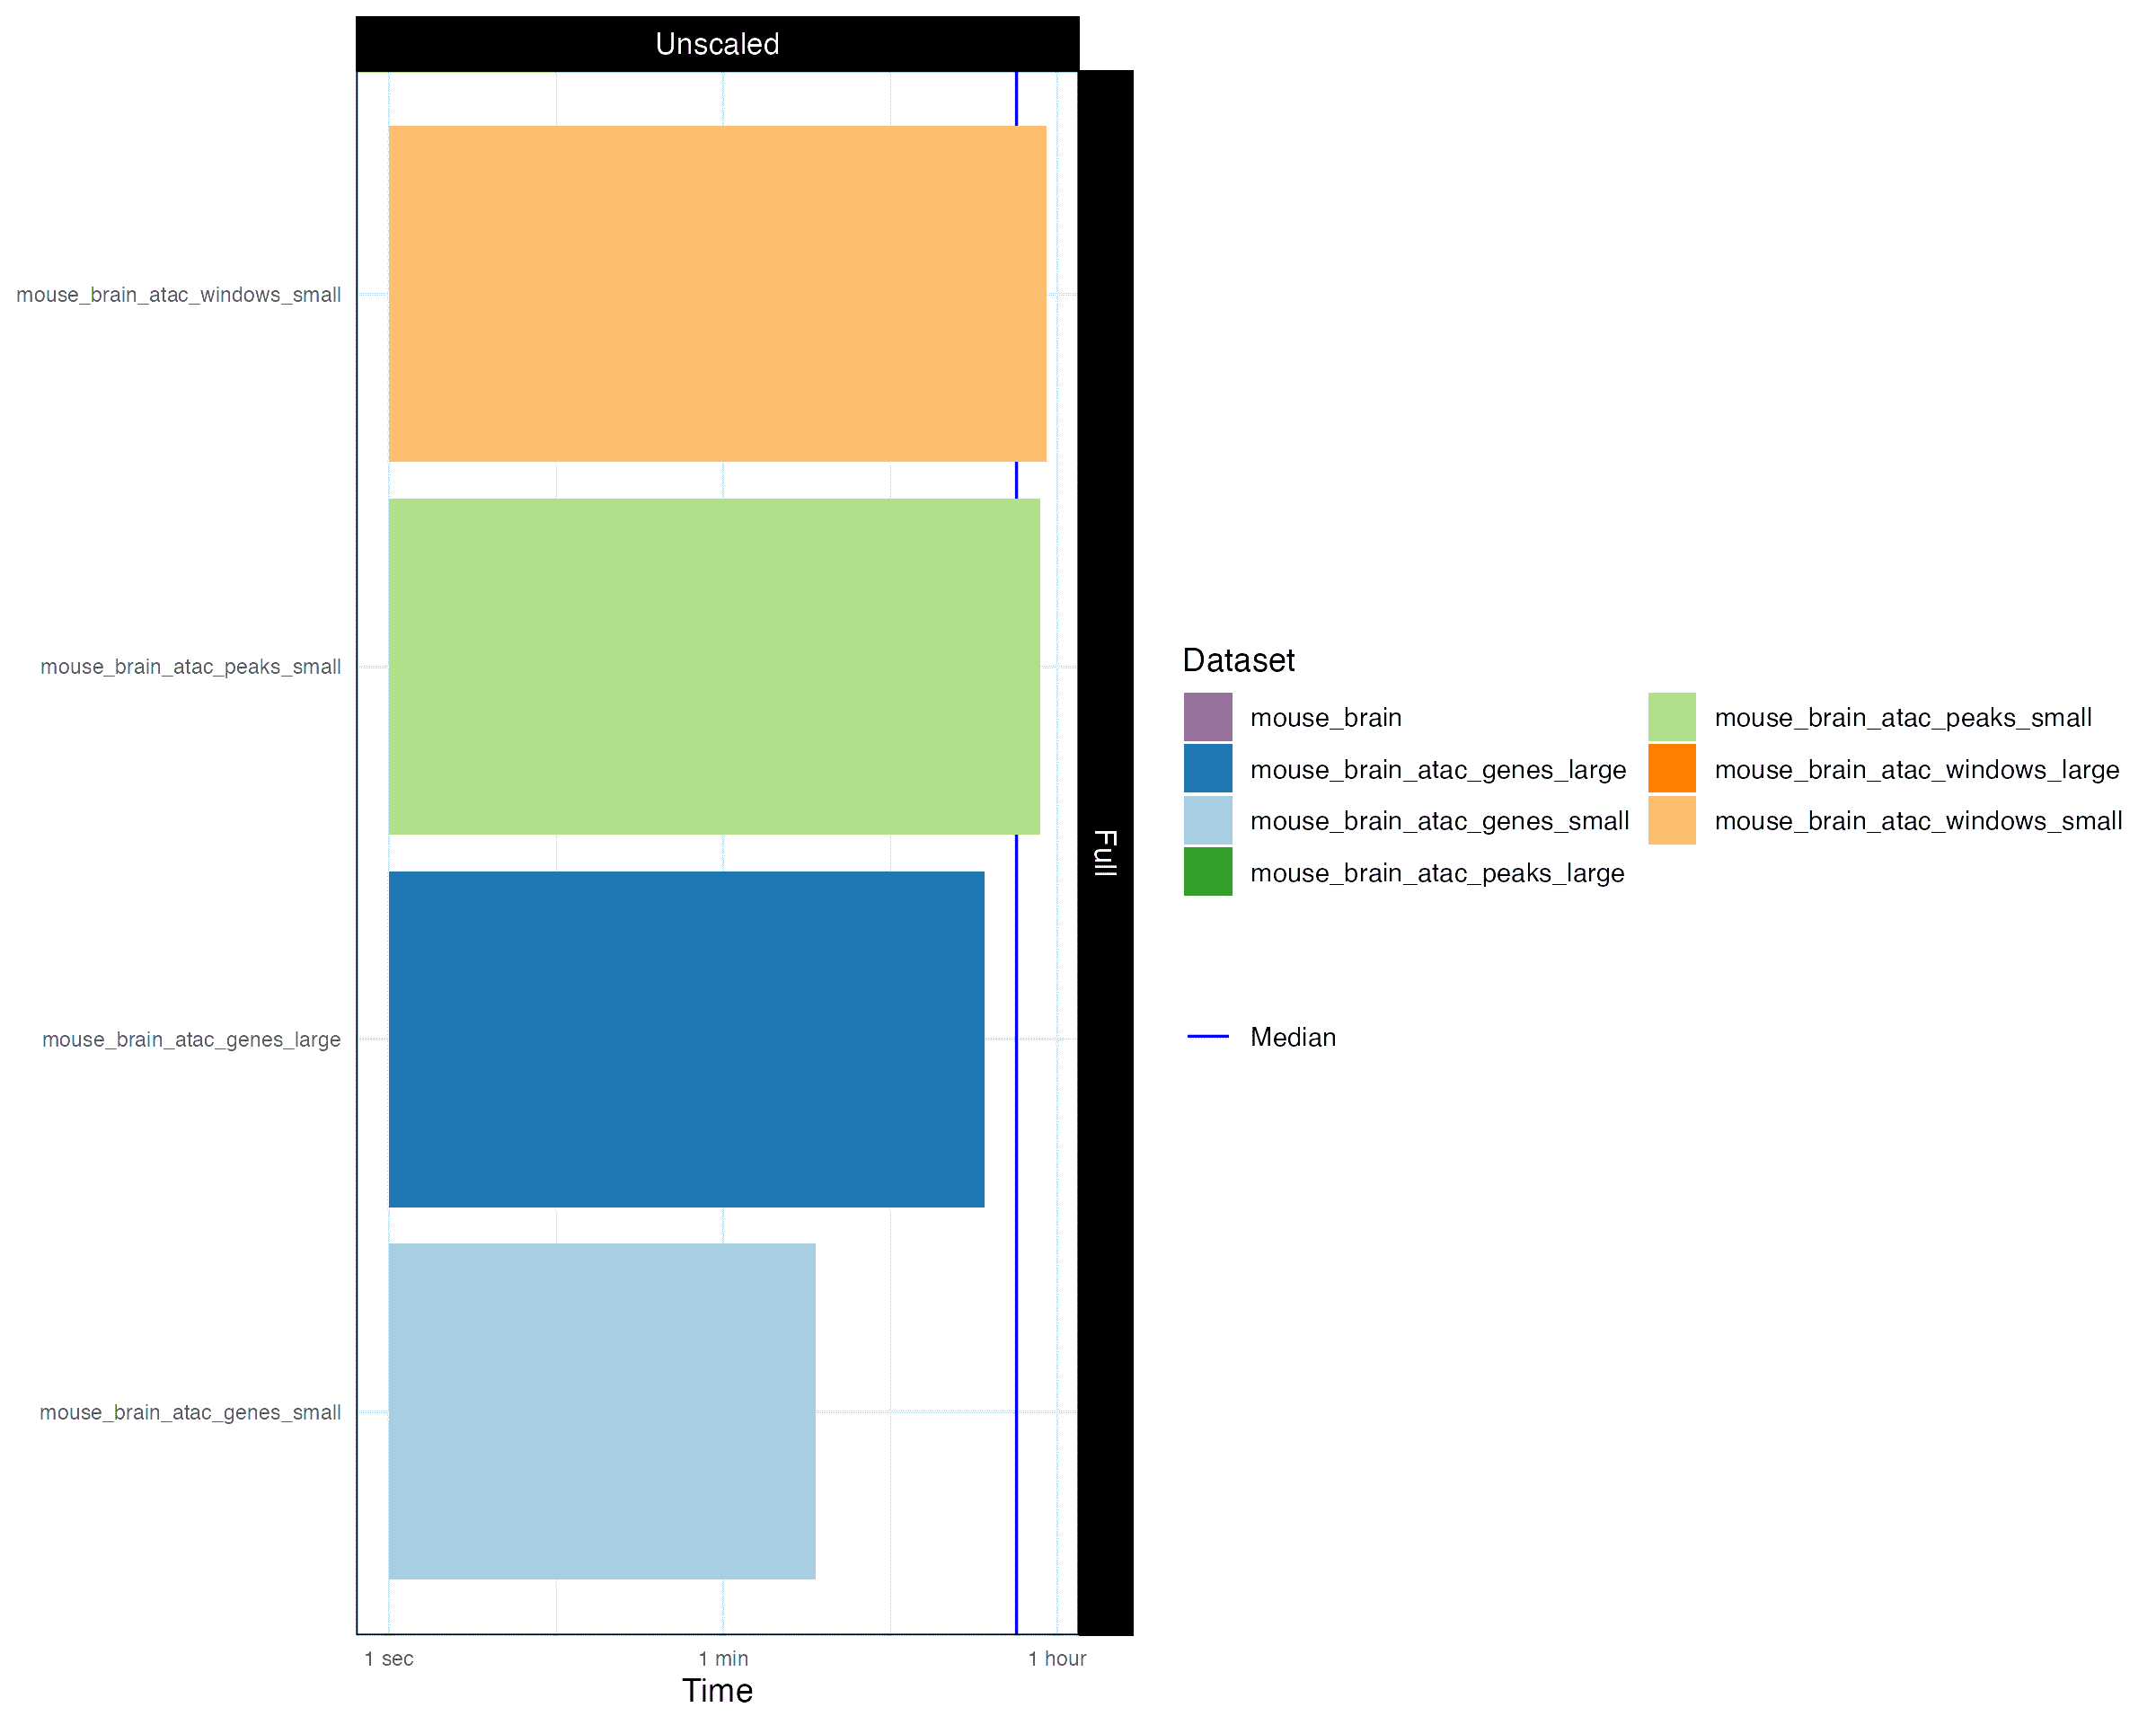 Unscaled
Full
mouse_brain_atac_windows_small
mouse_brain_atac_peaks_small
mouse_brain_atac_genes_large
mouse_brain_atac_genes_small
1 sec
1 min
1 hour
Time
Dataset
mouse_brain
mouse_brain_atac_genes_large
mouse_brain_atac_genes_small
mouse_brain_atac_peaks_large
mouse_brain_atac_peaks_small
mouse_brain_atac_windows_large
mouse_brain_atac_windows_small
Median